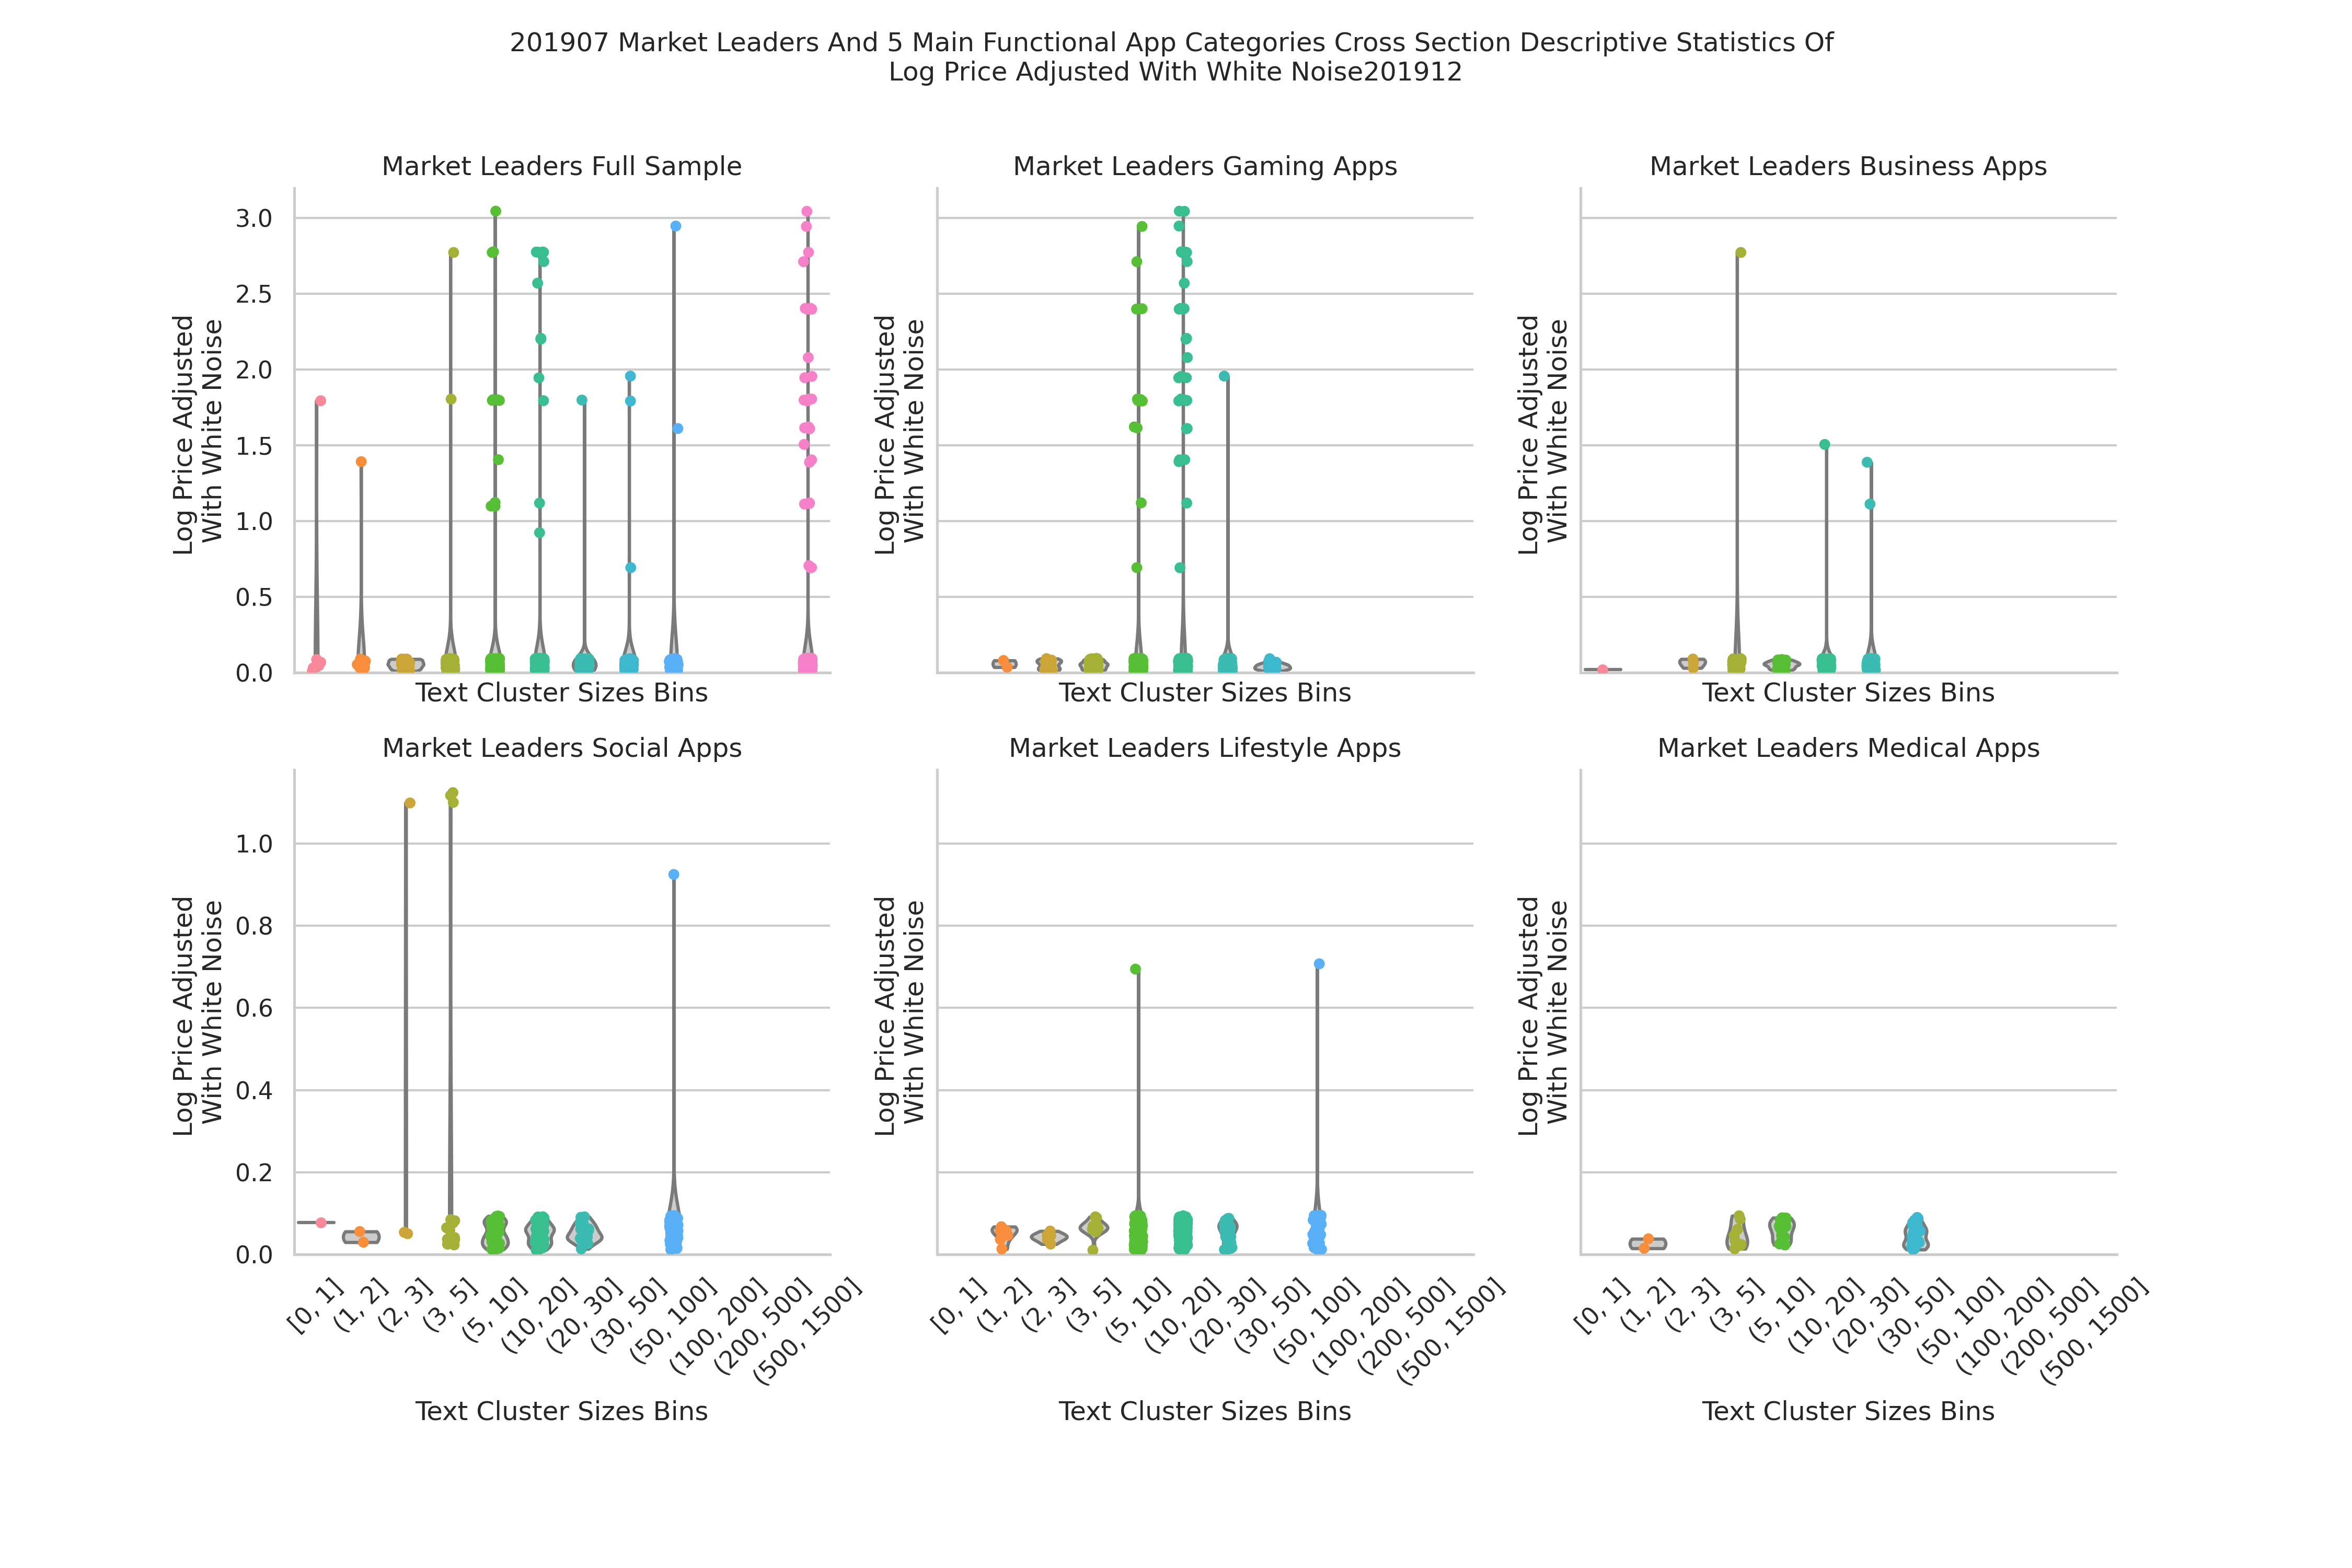 201907 Market Leaders And 5 Main Functional App Categories Cross Section Descriptive Statistics Of
Log Price Adjusted With White Noise201912
Market Leaders Full Sample
Market Leaders Gaming Apps
Market Leaders Business Apps
Log Price Adjusted
With White Noise
3.0
2.5
2.0
1.5
1.0
0.5
0.0
Log Price Adjusted
With White Noise
Log Price Adjusted
With White Noise
Text Cluster Sizes Bins
Text Cluster Sizes Bins
Text Cluster Sizes Bins
Market Leaders Social Apps
Market Leaders Lifestyle Apps
Market Leaders Medical Apps
Log Price Adjusted
With White Noise
1.0
0.8
0.6
0.4
0.2
0.0
Log Price Adjusted
With White Noise
Log Price Adjusted
With White Noise
[0, 1]
(1, 2]
(2, 3]
(3, 5]
(5, 10]
(10, 20]
(20, 30]
(30, 50]
(50, 100]
(100, 200]
(200, 500]
(500, 1500]
[0, 1]
(1, 2]
(2, 3]
(3, 5]
(5, 10]
(10, 20]
(20, 30]
(30, 50]
(50, 100]
(100, 200]
(200, 500]
(500, 1500]
[0, 1]
(1, 2]
(2, 3]
(3, 5]
(5, 10]
(10, 20]
(20, 30]
(30, 50]
(50, 100]
(100, 200]
(200, 500]
(500, 1500]
Text Cluster Sizes Bins
Text Cluster Sizes Bins
Text Cluster Sizes Bins